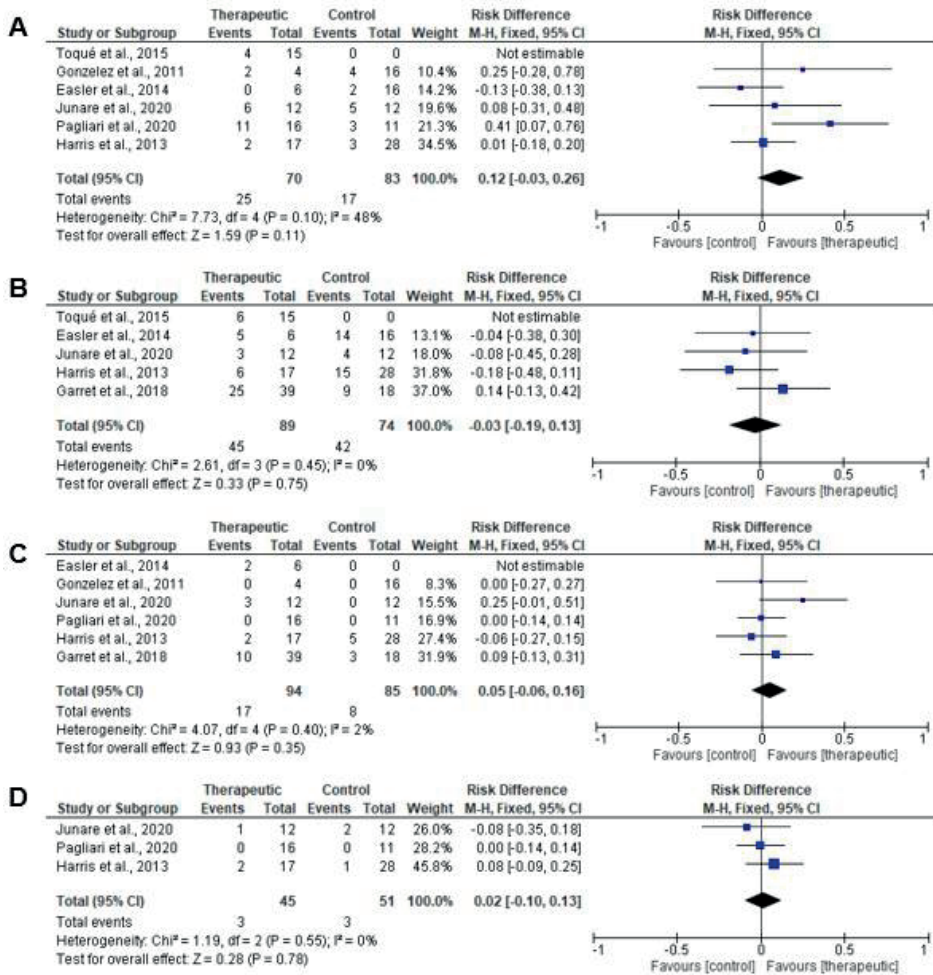 A
Therapeutic Control Risk Difference Risk Difference
Study or Subgroup Events Total Events Total Weight M-H, Fixed, 95% CI M-H, Fixed, 95% CI
Toqué et al., 2015 4 15 0 0 Not estimable
Gonzelez et al., 2011 2 4 4 16 10.4% 0.25 [-0.28, 0.78]
Easler et al., 2014 0 6 2 16 14.2% -0.13 [-0.38, 0.13]
Junare et al., 2020 6 12 5 12 19.6% 0.08 [-0.31, 0.48]
Pagliari et al., 2020 11 16 3 11 21.3% 0.41 [0.07, 0.76]
Harris et al., 2013 2 17 3 28 34.5% 0.01 [-0.18, 0.20]
Total (95% CI) 70 83 100.0% 0.12 [-0.03, 0.26]
Total events 25 17
Heterogeneity: Chi² = 7.73, df = 4 (P = 0.10); I² = 48%
Test for overall effect: Z = 1.59 (P = 0.11)
-1 -0.5 0 0.5 1
Favours [control] Favours [therapeutic]
B
Therapeutic Control Risk Difference Risk Difference
Study or Subgroup Events Total Events Total Weight M-H, Fixed, 95% CI M-H, Fixed, 95% CI
Toqué et al., 2015 6 15 0 0 Not estimable
Easler et al., 2014 5 6 14 16 13.1% -0.04 [-0.38, 0.30]
Junare et al., 2020 3 12 4 12 18.0% -0.08 [-0.45, 0.28]
Harris et al., 2013 6 17 15 28 31.8% -0.18 [-0.48, 0.11]
Garret et al., 2018 25 39 9 18 37.0% 0.14 [-0.13, 0.42]
Total (95% CI) 89 74 100.0% -0.03 [-0.19, 0.13]
Total events 45 42
Heterogeneity: Chi² = 2.61, df = 3 (P = 0.45); I² = 0%
Test for overall effect: Z = 0.33 (P = 0.75)
-1 -0.5 0 0.5 1
Favours [control] Favours [therapeutic]
C
Therapeutic Control Risk Difference Risk Difference
Study or Subgroup Events Total Events Total Weight M-H, Fixed, 95% CI M-H, Fixed, 95% CI
Easler et al., 2014 2 6 0 0 Not estimable
Gonzelez et al., 2011 0 4 0 16 8.3% 0.00 [-0.27, 0.27]
Junare et al., 2020 3 12 0 12 15.5% 0.25 [-0.01, 0.51]
Pagliari et al., 2020 0 16 0 11 16.9% 0.00 [-0.14, 0.14]
Harris et al., 2013 2 17 5 28 27.4% -0.06 [-0.27, 0.15]
Garret et al., 2018 10 39 3 18 31.9% 0.09 [-0.13, 0.31]
Total (95% CI) 94 85 100.0% 0.05 [-0.06, 0.16]
Total events 17 8
Heterogeneity: Chi² = 4.07, df = 4 (P = 0.40); I² = 2%
Test for overall effect: Z = 0.93 (P = 0.35)
-1 -0.5 0 0.5 1
Favours [control] Favours [therapeutic]
D
Therapeutic Control Risk Difference Risk Difference
Study or Subgroup Events Total Events Total Weight M-H, Fixed, 95% CI M-H, Fixed, 95% CI
Junare et al., 2020 1 12 2 12 26.0% -0.08 [-0.35, 0.18]
Pagliari et al., 2020 0 16 0 11 28.2% 0.00 [-0.14, 0.14]
Harris et al., 2013 2 17 1 28 45.8% 0.08 [-0.09, 0.25]
Total (95% CI) 45 51 100.0% 0.02 [-0.10, 0.13]
Total events 3 3
Heterogeneity: Chi² = 1.19, df = 2 (P = 0.55); I² = 0%
Test for overall effect: Z = 0.28 (P = 0.78)
-1 -0.5 0 0.5 1
Favours [control] Favours [therapeutic]